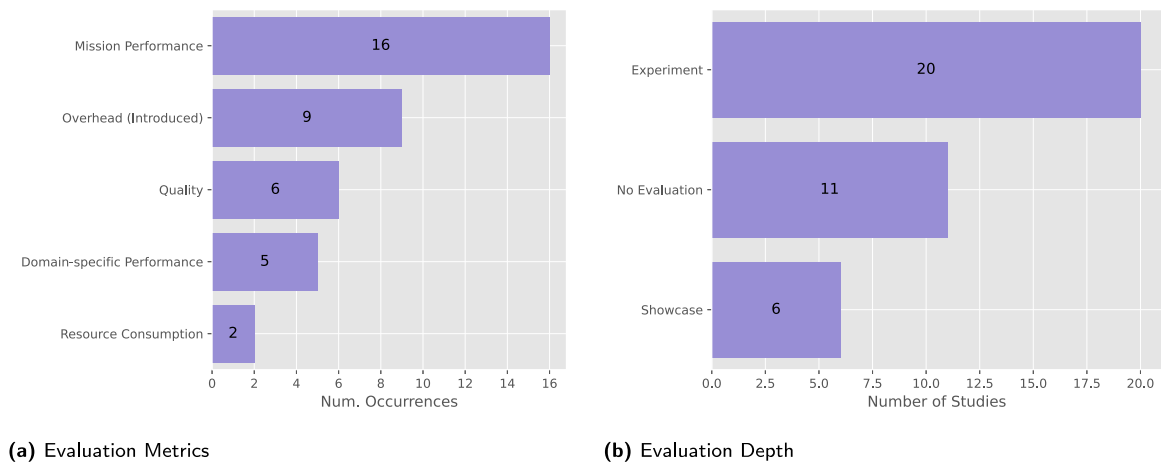 Mission Performance
16
Overhead (Introduced)
9
Quality
6
Domain-specific Performance
5
Resource Consumption
2
0 2 4 6 8 10 12 14 16
Num. Occurrences
(a) Evaluation Metrics
Experiment
20
No Evaluation
11
Showcase
6
0.0 2.5 5.0 7.5 10.0 12.5 15.0 17.5 20.0
Number of Studies
(b) Evaluation Depth